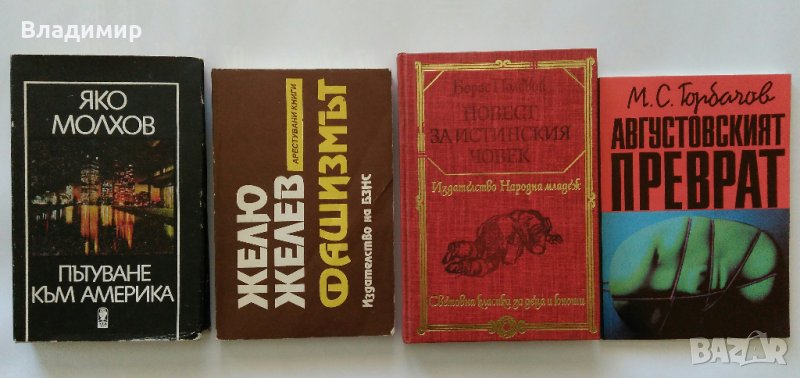 Владимир
ЯКО
МОЛХОВ
ПЪТУВАНЕ
КЪМ АМЕРИКА
ЖЕЛЮ
ЖЕЛЕВ
АРЕСТУВАНИ КНИГИ
ФАШИЗМЪТ
Издателство на БЗНС
Борис Полевой
ПОВЕСТ
ЗА ИСТИНСКИЯ
ЧОВЕК
Издателство Народна младеж
Световна класика за деца и юноши
М. С. Горбачов
АВГУСТОВСКИЯТ
ПРЕВРАТ
BAZAR